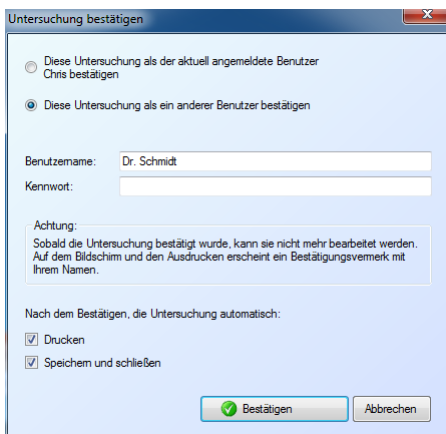 Untersuchung bestätigen
Diese Untersuchung als der aktuell angemeldete Benutzer
Chris bestätigen
Diese Untersuchung als ein anderer Benutzer bestätigen
Benutzername: Dr. Schmidt
Kennwort:
Achtung:
Sobald die Untersuchung bestätigt wurde, kann sie nicht mehr bearbeitet werden.
Auf dem Bildschirm und den Ausdrucken erscheint ein Bestätigungsvermerk mit
Ihrem Namen.
Nach dem Bestätigen, die Untersuchung automatisch:
Drucken
Speichern und schließen
Bestätigen Abbrechen